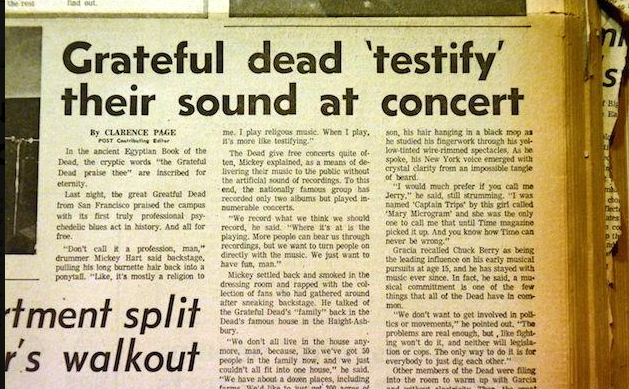 the rest
find out.
Grateful dead 'testify'
their sound at concert
By CLARENCE PAGE
POST Contributing Editor
In the ancient Egyptian Book of the
Dead, the cryptic words "the Grateful
Dead praise thee" are inscribed for
eternity.
Last night, the great Greatful Dead
from San Francisco praised the campus
with its first truly professional psy-
chedelic blues act in history. And all for
free.
"Don't call it a profession, man,"
drummer Mickey Hart said backstage,
pulling his long burnette hair back into a
ponytail. "Like, it's mostly a religion to
me. I play religous music. When I play,
it's more like testifying."
The Dead give free concerts quite of-
ten, Mickey explained, as a means of de-
livering their music to the public without
the artificial sound of recordings. To this
end, the nationally famous group has
recorded only two albums but played in-
numerable concerts.
"We record what we think we should
record, he said. "Where it's at is the
playing. More people can hear us through
recordings, but we want to turn people on
directly with the music. We just want to
have fun, man."
Mickey settled back and smoked in the
dressing room and rapped with the col-
lection of fans who had gathered around
after sneaking backstage. He talked of
the Grateful Dead's "family" back in the
Dead's famous house in the Haight-Ash-
bury.
"We don't all live in the house any-
more, man, because, like we've got 50
people in the family now, and we just
couldn't all fit into one house," he said.
"We have about a dozen places, including
son, his hair hanging in a black mop as
he studied his fingerwork through his yel-
low-tinted wire-rimmed spectacles. As he
spoke, his New York voice emerged with
crystal clarity from an impossible tangle
of beard.
"I would much prefer if you call me
Jerry," he said, still strumming. "I was
named 'Captain Trips' by this girl called
'Mary Microgram' and she was the only
one to call me that until Time magazine
picked it up. And you know how Time can
never be wrong."
Gracia recalled Chuck Berry as being
the leading influence on his early musical
pursuits at age 15, and he has stayed with
music ever since. In fact, he said, a mu-
sical committment is one of the few
things that all of the Dead have in com-
mon.
"We don't want to get involved in poli-
tics or movements," he pointed out. "The
problems are real enough, but, like fight-
ing won't do it, and neither will legisla-
tion or cops. The only way to do it is for
everybody to just dig each other."
Other members of the Dead were filing
into the room to warm up with Garcia
rtment split
r's walkout